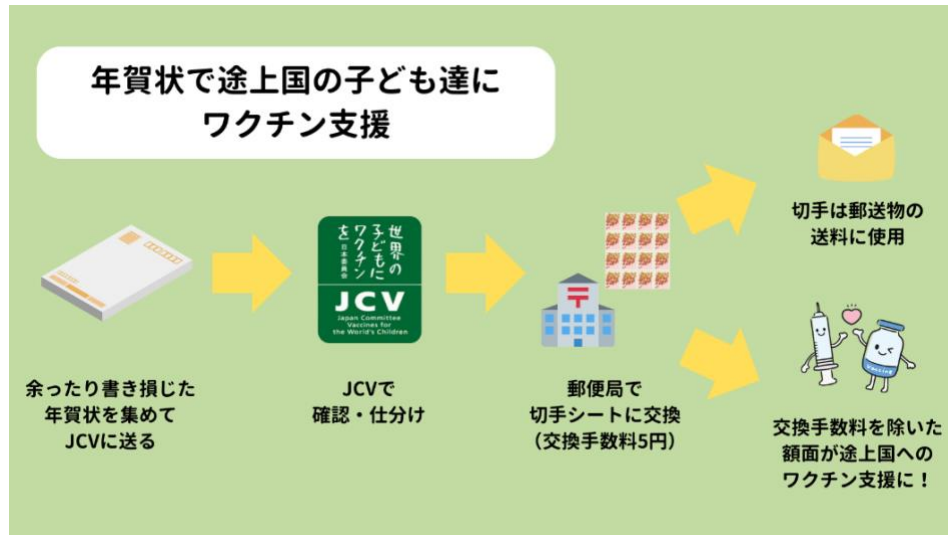 年賀状で途上国の子ども達に
ワクチン支援
世界の
子どもに
ワクチン
を日本委員会
JCV
Japan Committee
Vaccines for
the World's Children
余ったり書き損じた
年賀状を集めて
JCVに送る
JCVで
確認・仕分け
〒
郵便局で
切手シートに交換
（交換手数料5円）
切手は郵送物の
送料に使用
Vaccine
交換手数料を除いた
額面が途上国への
ワクチン支援に！